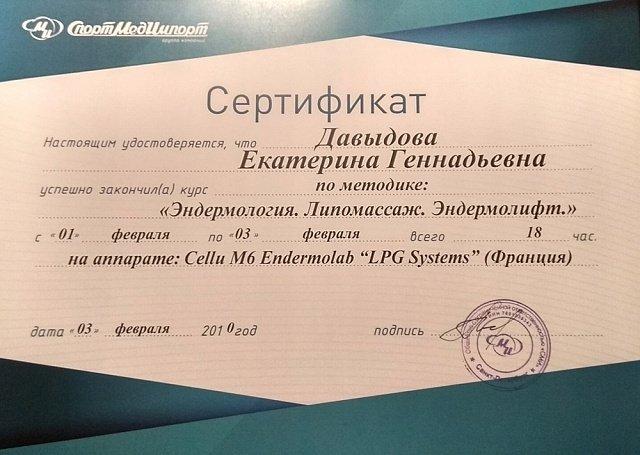 СпортМедИмпорт
группа компаний
Сертификат
Настоящим удостоверяется, что Давыдова
Екатерина Геннадьевна
успешно закончил(а) курс по методике:
«Эндермология. Липомассаж. Эндермолифт.»
с «01» февраля по «03» февраля всего 18 час.
на аппарате: Cellu M6 Endermolab “LPG Systems” (Франция)
дата «03» февраля 2010год подпись
МИ